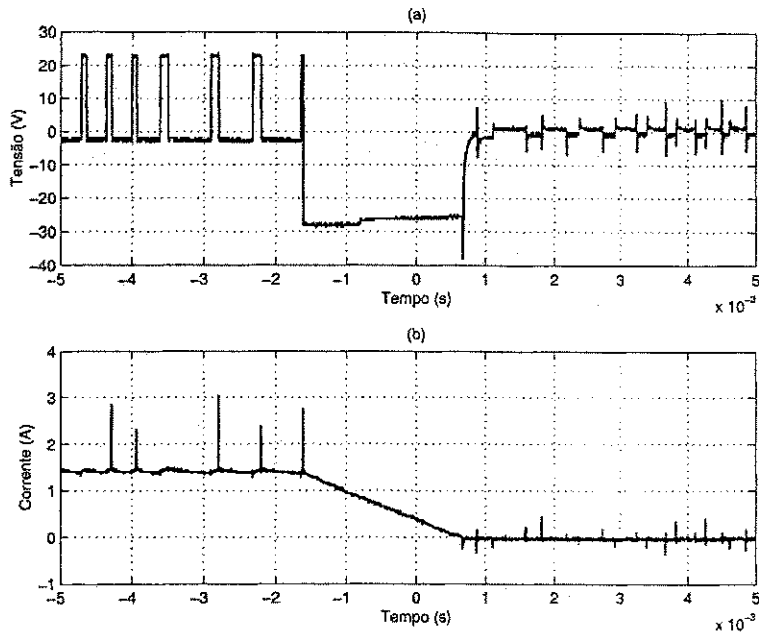 (a)
30
20
10
0
−10
−20
−30
−40
Tensão (V)
−5 −4 −3 −2 −1 0 1 2 3 4 5
Tempo (s)
x 10⁻³
(b)
4
3
2
1
0
−1
Corrente (A)
−5 −4 −3 −2 −1 0 1 2 3 4 5
Tempo (s)
x 10⁻³